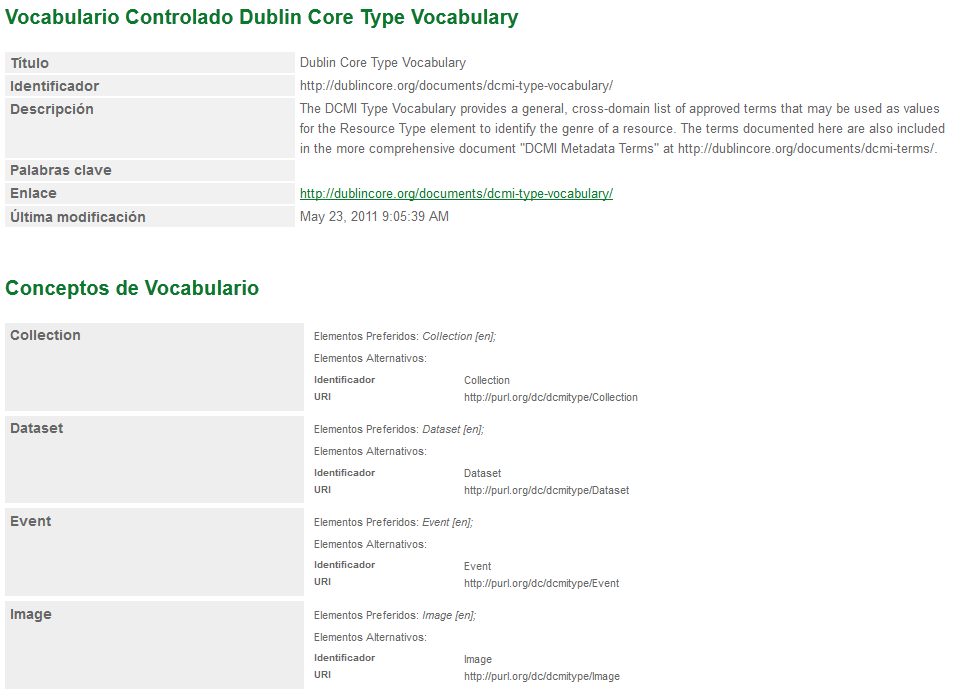 Vocabulario Controlado Dublin Core Type Vocabulary
Título Dublin Core Type Vocabulary
Identificador http://dublincore.org/documents/dcmi-type-vocabulary/
Descripción The DCMI Type Vocabulary provides a general, cross-domain list of approved terms that may be used as values
for the Resource Type element to identify the genre of a resource. The terms documented here are also included
in the more comprehensive document "DCMI Metadata Terms" at http://dublincore.org/documents/dcmi-terms/.
Palabras clave
Enlace http://dublincore.org/documents/dcmi-type-vocabulary/
Última modificación May 23, 2011 9:05:39 AM
Conceptos de Vocabulario
Collection Elementos Preferidos: Collection [en];
Elementos Alternativos:
Identificador Collection
URI http://purl.org/dc/dcmitype/Collection
Dataset Elementos Preferidos: Dataset [en];
Elementos Alternativos:
Identificador Dataset
URI http://purl.org/dc/dcmitype/Dataset
Event Elementos Preferidos: Event [en];
Elementos Alternativos:
Identificador Event
URI http://purl.org/dc/dcmitype/Event
Image Elementos Preferidos: Image [en];
Elementos Alternativos:
Identificador Image
URI http://purl.org/dc/dcmitype/Image